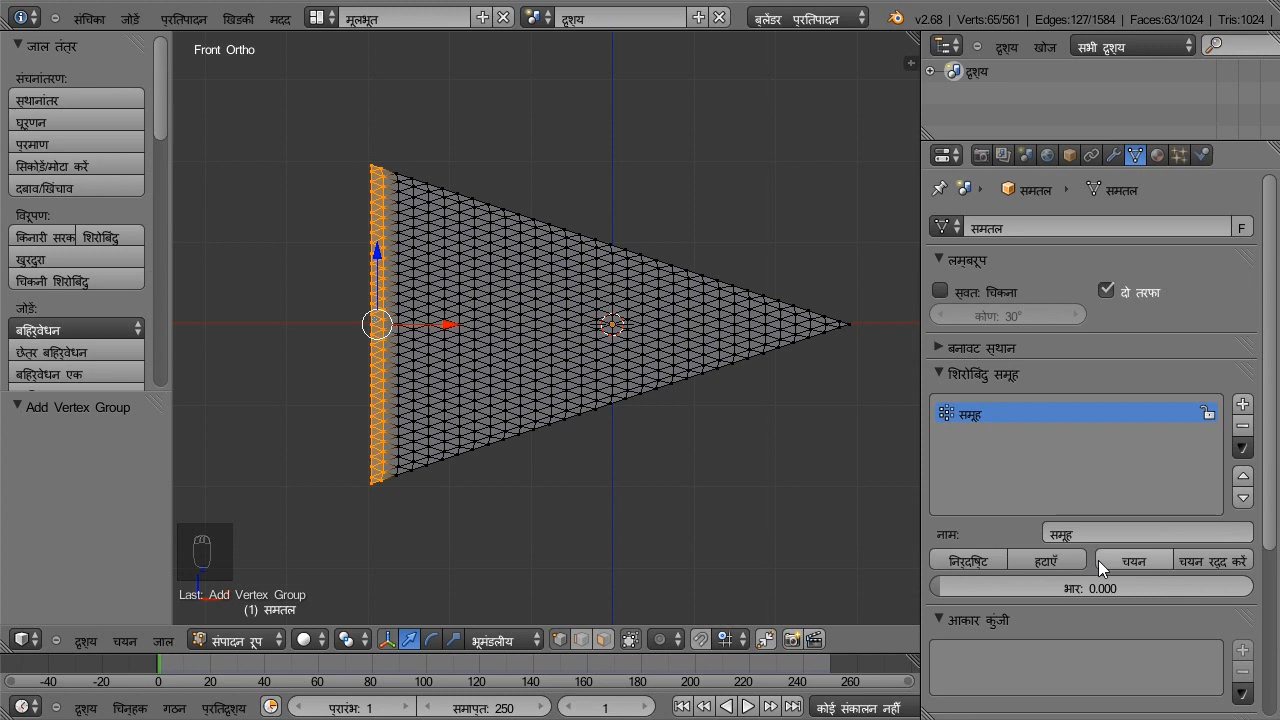 संचिका जोडें प्रतिपादन खिडकी मदद मूलभूत दृश्य ब्लेंडर प्रतिपादन v2.68 | Verts:65/561 | Edges:127/1584 | Faces:63/1024 | Tris:1024 |
जाल तंत्र
संचनांतरण:
स्थानांतर
घूर्णन
प्रमाण
सिकोडें/मोटा करें
दबाव/खिंचाव
विरूपण:
किनारी सरक शिरोबिंदु
खुरदुरा
चिकनी शिरोबिंदु
जोडें:
बहिर्वेधन
छेत्र बहिर्वेधन
बहिर्वेधन एक
Add Vertex Group
Front Ortho
Last: Add Vertex Group
(1) समतल
दृश्य चयन जाल संपादन रूप भूमंडलीय
-40 -20 0 20 40 60 80 100 120 140 160 180 200 220 240 260
दृश्य चिन्हक गठन प्रतिदृश्य प्रारंभ: 1 समाप्त: 250 1 कोई संकालन नहीं
दृश्य खोज सभी दृश्य
दृश्य
समतल समतल
समतल F
लम्बरूप
स्वत: चिकना दो तरफा
कोण: 30°
बनावट स्थान
शिरोबिंदु समूह
समूह
नाम: समूह
निर्दष्टि हटाएँ चयन चयन रद्द करें
भार: 0.000
आकार कुंजी